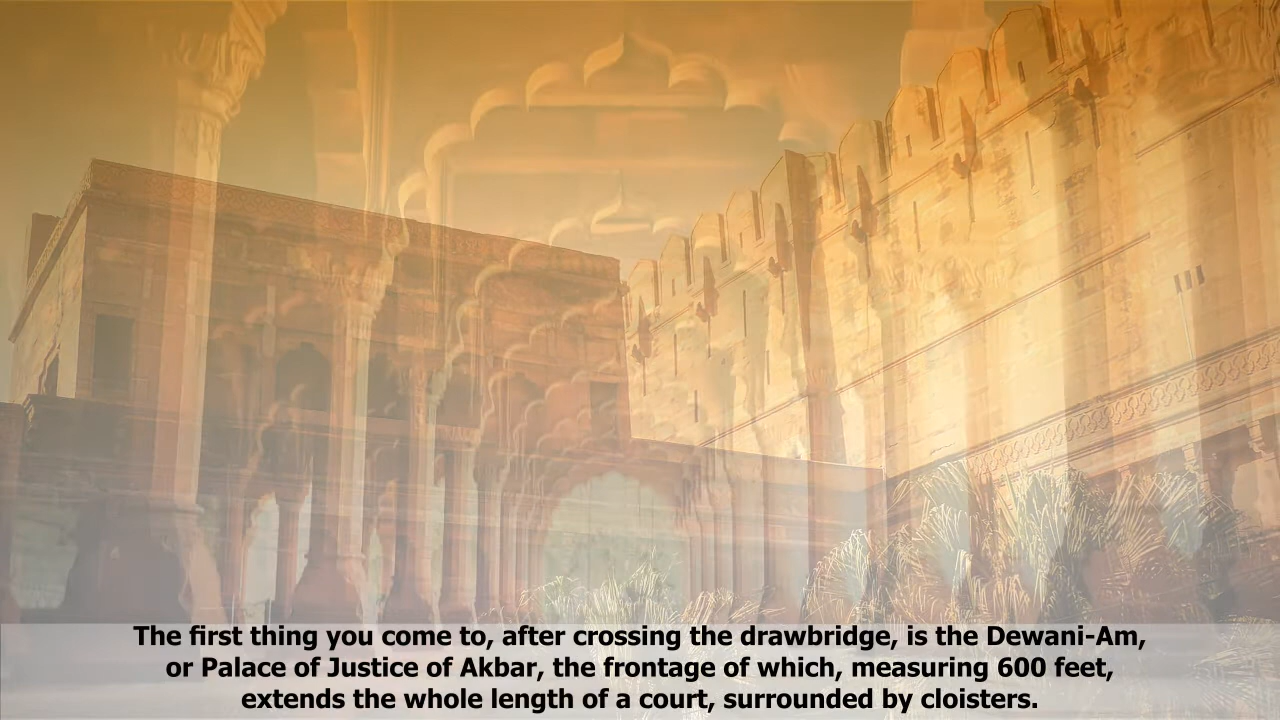 The first thing you come to, after crossing the drawbridge, is the Dewani-Am,
or Palace of Justice of Akbar, the frontage of which, measuring 600 feet,
extends the whole length of a court, surrounded by cloisters.